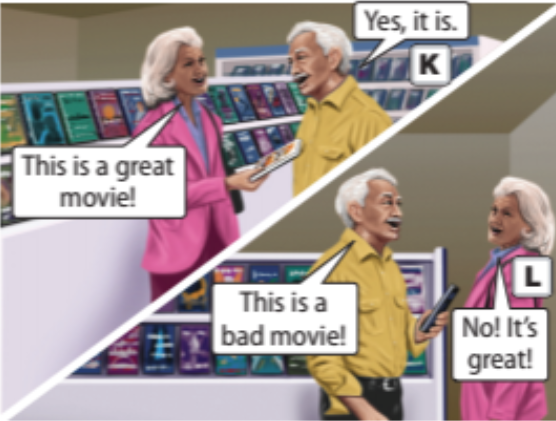 Yes, it is.
K
This is a great
movie!
This is a
bad movie!
L
No! It's
great!